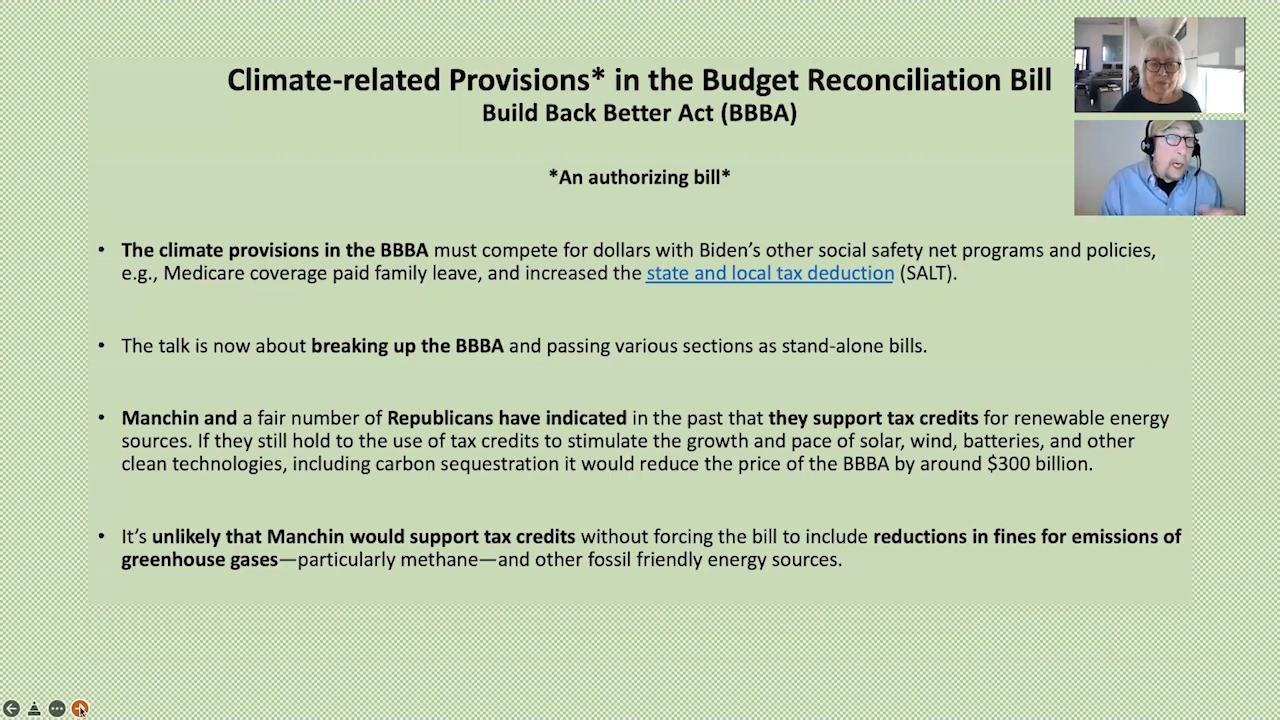 Climate-related Provisions* in the Budget Reconciliation Bill
Build Back Better Act (BBBA)
*An authorizing bill*
• The climate provisions in the BBBA must compete for dollars with Biden’s other social safety net programs and policies,
e.g., Medicare coverage paid family leave, and increased the state and local tax deduction (SALT).
• The talk is now about breaking up the BBBA and passing various sections as stand-alone bills.
• Manchin and a fair number of Republicans have indicated in the past that they support tax credits for renewable energy
sources. If they still hold to the use of tax credits to stimulate the growth and pace of solar, wind, batteries, and other
clean technologies, including carbon sequestration it would reduce the price of the BBBA by around $300 billion.
• It’s unlikely that Manchin would support tax credits without forcing the bill to include reductions in fines for emissions of
greenhouse gases—particularly methane—and other fossil friendly energy sources.